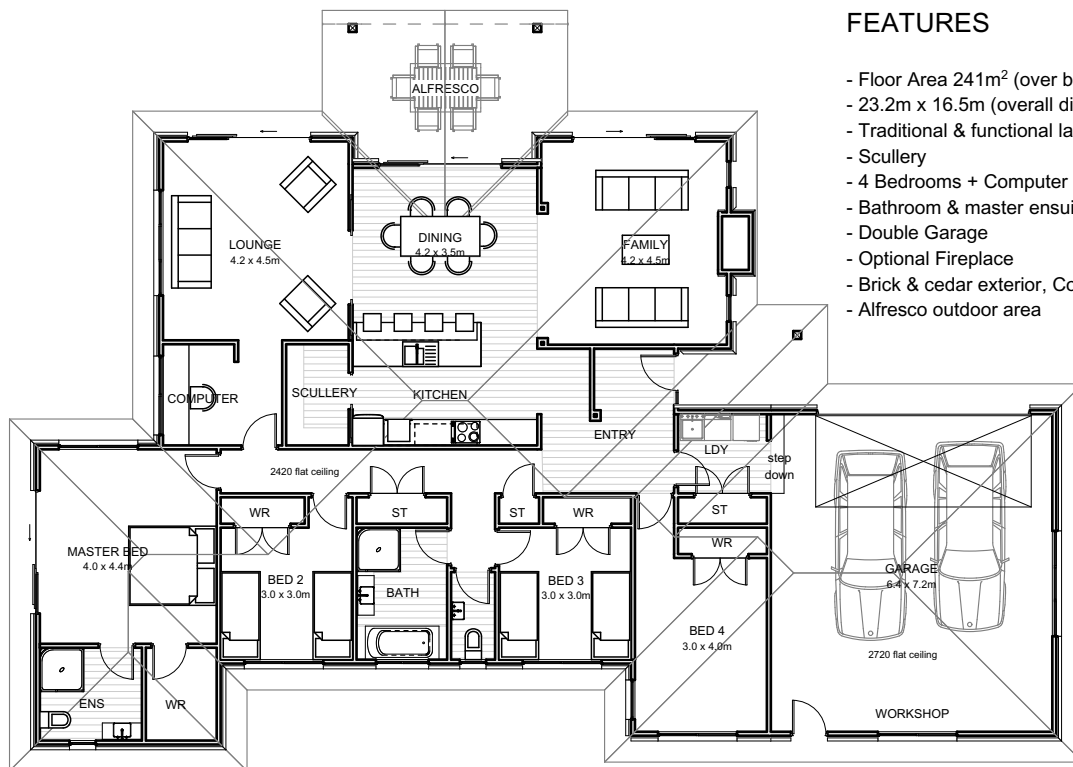 FEATURES
- Floor Area 241m² (over b
- 23.2m x 16.5m (overall di
- Traditional & functional la
- Scullery
- 4 Bedrooms + Computer
- Bathroom & master ensui
- Double Garage
- Optional Fireplace
- Brick & cedar exterior, Co
- Alfresco outdoor area
ALFRESCO
LOUNGE
4.2 x 4.5m
DINING
4.2 x 3.5m
FAMILY
4.2 x 4.5m
COMPUTER
SCULLERY
KITCHEN
ENTRY
LDY
step
down
2420 flat ceiling
WR
ST
ST
WR
ST
WR
MASTER BED
4.0 x 4.4m
BED 2
3.0 x 3.0m
BATH
BED 3
3.0 x 3.0m
BED 4
3.0 x 4.0m
GARAGE
6.4 x 7.2m
2720 flat ceiling
ENS
WR
WORKSHOP